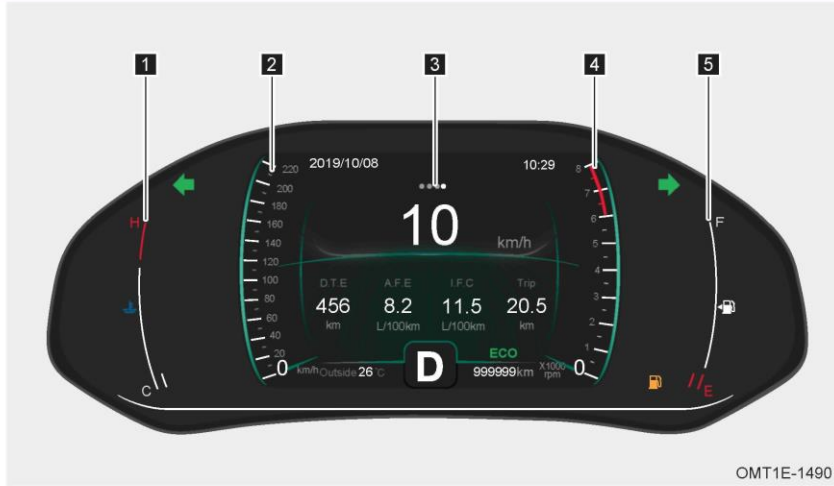 1 2 3 4 5
2019/10/08 10:29
220 8
200 7
180
H 10 6 F
160 km/h
140 5
120 4
100
D.T.E A.F.E I.F.C Trip
80 3
456 8.2 11.5 20.5
60 km L/100km L/100km km
40 2
20 ECO 1
0 km/h Outside 26°C D 999999km X1000 rpm 0
C E
OMT1E-1490